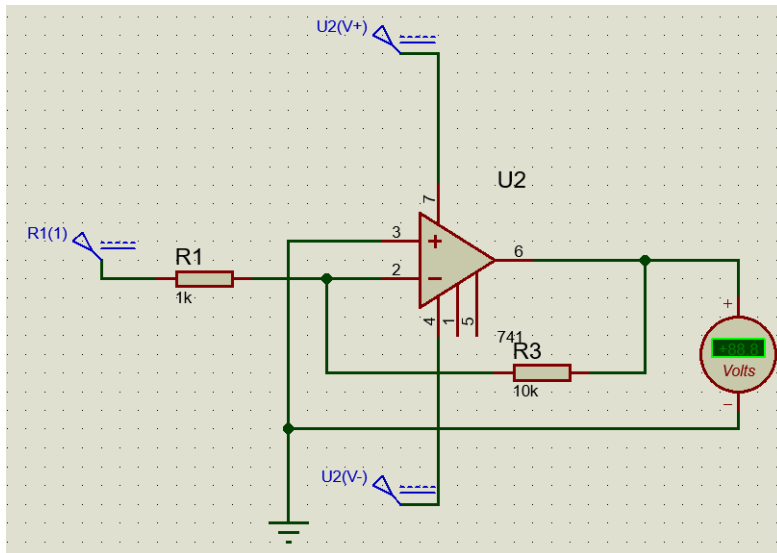 U2(V+)
U2
7
R1(1)
3
+
6
R1
2
−
1k
4
1
5
741
R3
10k
+
+88.8
Volts
−
U2(V-)